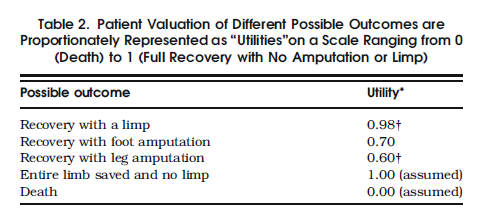 Table 2. Patient Valuation of Different Possible Outcomes are
Proportionately Represented as “Utilities”on a Scale Ranging from 0
(Death) to 1 (Full Recovery with No Amputation or Limp)
Possible outcome Utility*
Recovery with a limp 0.98†
Recovery with foot amputation 0.70
Recovery with leg amputation 0.60†
Entire limb saved and no limp 1.00 (assumed)
Death 0.00 (assumed)